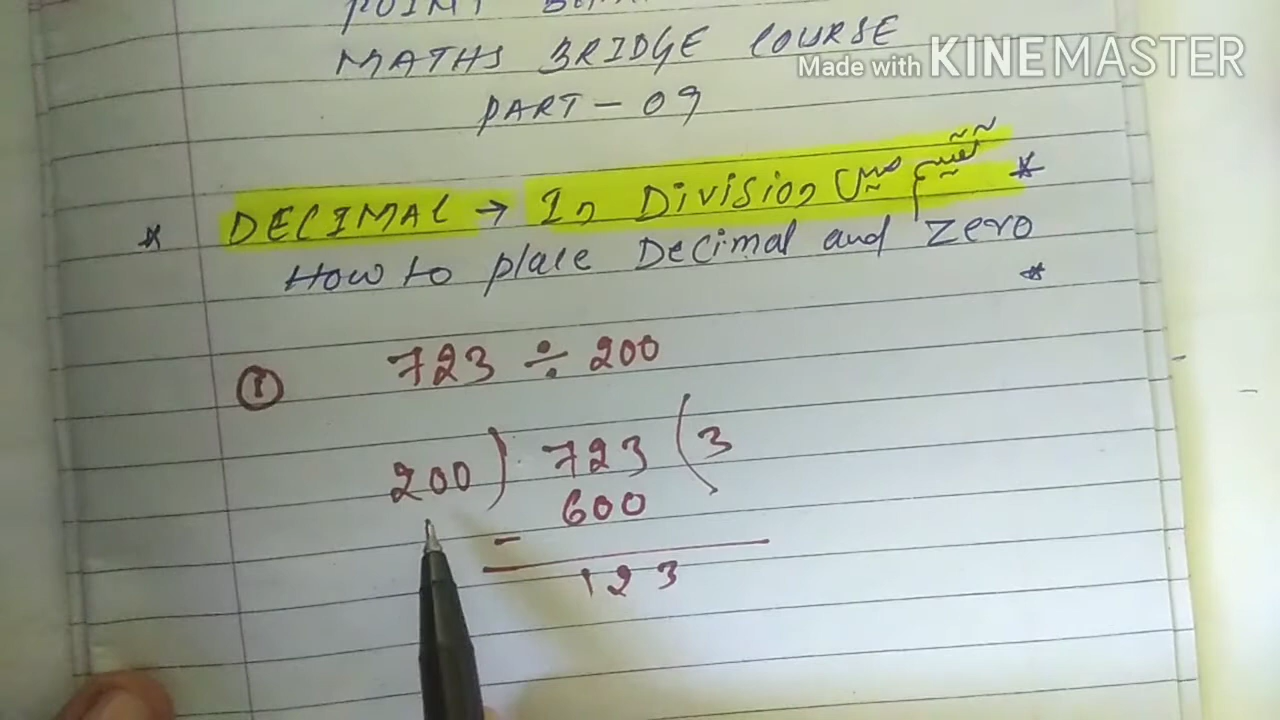 POINT
MATHS BRIDGE COURSE
Made with KINEMASTER
PART - 09
* DECIMAL → In Division میں *
How to place Decimal and Zero
*
① 723 ÷ 200
200 ) 723 ( 3
600
-
123